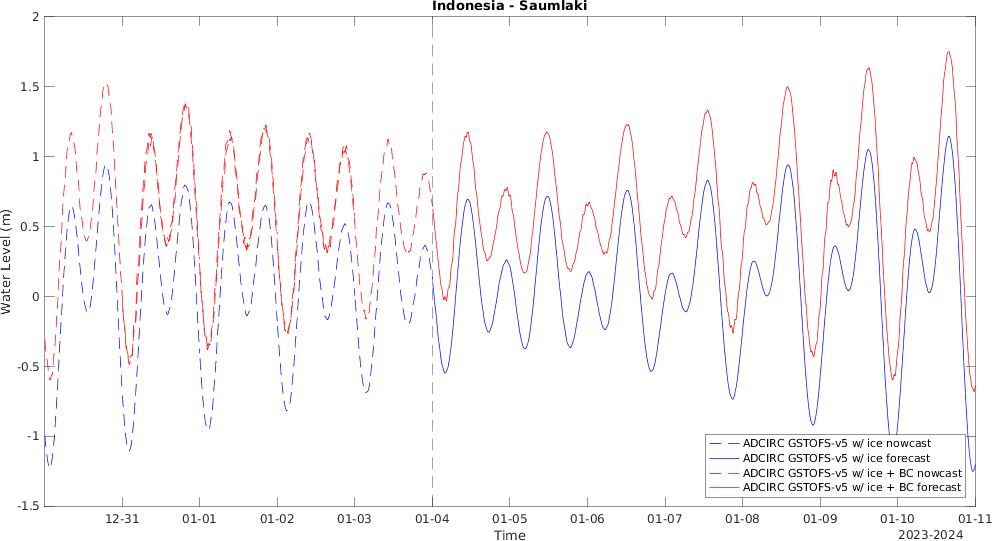 Indonesia - Saumlaki
2
1.5
1
0.5
0
-0.5
-1
-1.5
Water Level (m)
ADCIRC GSTOFS-v5 w/ ice nowcast
ADCIRC GSTOFS-v5 w/ ice forecast
ADCIRC GSTOFS-v5 w/ ice + BC nowcast
ADCIRC GSTOFS-v5 w/ ice + BC forecast
12-31 01-01 01-02 01-03 01-04 01-05 01-06 01-07 01-08 01-09 01-10 01-11
Time
2023-2024